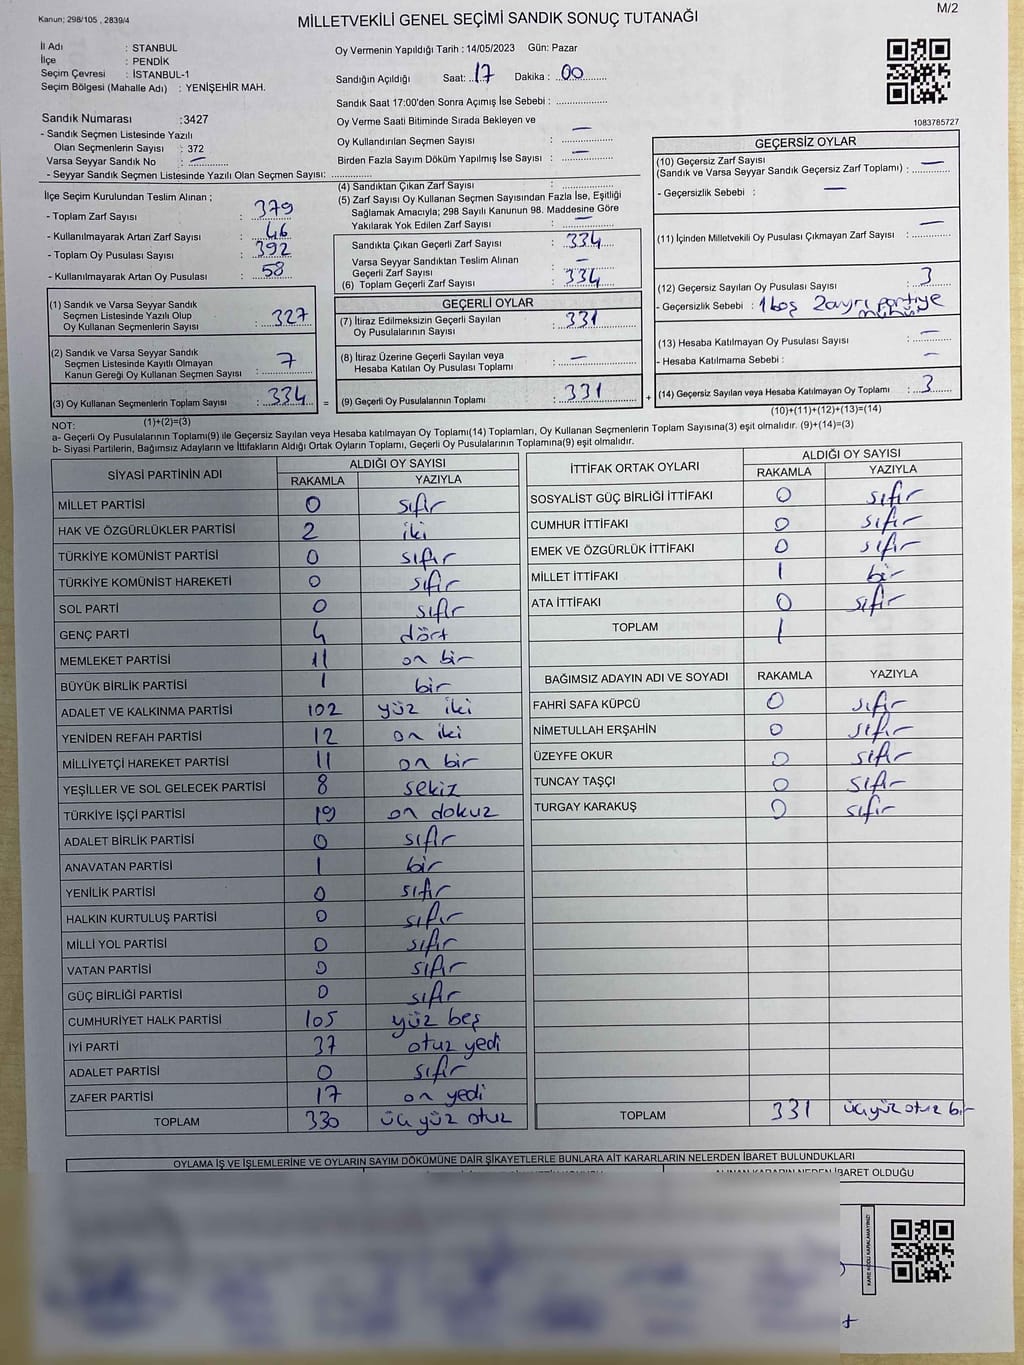 Kanun; 298/105 , 2839/4
MİLLETVEKİLİ GENEL SEÇİMİ SANDIK SONUÇ TUTANAĞI
M/2
İl Adı : STANBUL
İlçe : PENDİK
Seçim Çevresi : İSTANBUL-1
Seçim Bölgesi (Mahalle Adı) : YENİŞEHİR MAH.
Oy Vermenin Yapıldığı Tarih : 14/05/2023 Gün: Pazar
Sandığın Açıldığı Saat: 17 Dakika : 00
Sandık Saat 17:00'den Sonra Açımış İse Sebebi :
1083785727
Sandık Numarası :3427
- Sandık Seçmen Listesinde Yazılı
Olan Seçmenlerin Sayısı : 372
Varsa Seyyar Sandık No : —
- Seyyar Sandık Seçmen Listesinde Yazılı Olan Seçmen Sayısı:
Oy Verme Saati Bitiminde Sırada Bekleyen ve
Oy Kullandırılan Seçmen Sayısı : —
Birden Fazla Sayım Döküm Yapılmış İse Sayısı : —
İlçe Seçim Kurulundan Teslim Alınan ;
- Toplam Zarf Sayısı : 379
- Kullanılmayarak Artan Zarf Sayısı : 46
- Toplam Oy Pusulası Sayısı : 392
- Kullanılmayarak Artan Oy Pusulası : 58
(4) Sandıktan Çıkan Zarf Sayısı :
(5) Zarf Sayısı Oy Kullanan Seçmen Sayısından Fazla İse, Eşitliği
Sağlamak Amacıyla; 298 Sayılı Kanunun 98. Maddesine Göre
Yakılarak Yok Edilen Zarf Sayısı : —
Sandıkta Çıkan Geçerli Zarf Sayısı : 334
Varsa Seyyar Sandıktan Teslim Alınan
Geçerli Zarf Sayısı : —
(6) Toplam Geçerli Zarf Sayısı : 334
GEÇERSİZ OYLAR
(10) Geçersiz Zarf Sayısı
(Sandık ve Varsa Seyyar Sandık Geçersiz Zarf Toplamı) : —
- Geçersizlik Sebebi : —
(11) İçinden Milletvekili Oy Pusulası Çıkmayan Zarf Sayısı : —
(12) Geçersiz Sayılan Oy Pusulası Sayısı : 3
- Geçersizlik Sebebi : 1 boş 2 ayrı partiye
mühür
(13) Hesaba Katılmayan Oy Pusulası Sayısı : —
- Hesaba Katılmama Sebebi : —
(14) Geçersiz Sayılan veya Hesaba Katılmayan Oy Toplamı : 3
(10)+(11)+(12)+(13)=(14)
(1) Sandık ve Varsa Seyyar Sandık
Seçmen Listesinde Yazılı Olup
Oy Kullanan Seçmenlerin Sayısı : 327
(2) Sandık ve Varsa Seyyar Sandık
Seçmen Listesinde Kayıtlı Olmayan
Kanun Gereği Oy Kullanan Seçmen Sayısı : 7
(3) Oy Kullanan Seçmenlerin Toplam Sayısı : 334 =
(1)+(2)=(3)
GEÇERLİ OYLAR
(7) İtiraz Edilmeksizin Geçerli Sayılan
Oy Pusulalarının Sayısı : 331
(8) İtiraz Üzerine Geçerli Sayılan veya
Hesaba Katılan Oy Pusulası Toplamı : —
(9) Geçerli Oy Pusulalarının Toplamı : 331 +
NOT:
a- Geçerli Oy Pusulalarının Toplamı(9) ile Geçersiz Sayılan veya Hesaba katılmayan Oy Toplamı(14) Toplamları, Oy Kullanan Seçmenlerin Toplam Sayısına(3) eşit olmalıdır. (9)+(14)=(3)
b- Siyasi Partilerin, Bağımsız Adayların ve İttifakların Aldığı Ortak Oyların Toplamı, Geçerli Oy Pusulalarının Toplamına(9) eşit olmalıdır.
SİYASİ PARTİNİN ADI ALDIĞI OY SAYISI
RAKAMLA YAZIYLA
MİLLET PARTİSİ 0 sıfır
HAK VE ÖZGÜRLÜKLER PARTİSİ 2 iki
TÜRKİYE KOMÜNİST PARTİSİ 0 sıfır
TÜRKİYE KOMÜNİST HAREKETİ 0 sıfır
SOL PARTİ 0 sıfır
GENÇ PARTİ 4 dört
MEMLEKET PARTİSİ 11 on bir
BÜYÜK BİRLİK PARTİSİ 1 bir
ADALET VE KALKINMA PARTİSİ 102 yüz iki
YENİDEN REFAH PARTİSİ 12 on iki
MİLLİYETÇİ HAREKET PARTİSİ 11 on bir
YEŞİLLER VE SOL GELECEK PARTİSİ 8 sekiz
TÜRKİYE İŞÇİ PARTİSİ 19 on dokuz
ADALET BİRLİK PARTİSİ 0 sıfır
ANAVATAN PARTİSİ 1 bir
YENİLİK PARTİSİ 0 sıfır
HALKIN KURTULUŞ PARTİSİ 0 sıfır
MİLLİ YOL PARTİSİ 0 sıfır
VATAN PARTİSİ 0 sıfır
GÜÇ BİRLİĞİ PARTİSİ 0 sıfır
CUMHURİYET HALK PARTİSİ 105 yüz beş
İYİ PARTİ 37 otuz yedi
ADALET PARTİSİ 0 sıfır
ZAFER PARTİSİ 17 on yedi
TOPLAM 330 üç yüz otuz
İTTİFAK ORTAK OYLARI ALDIĞI OY SAYISI
RAKAMLA YAZIYLA
SOSYALİST GÜÇ BİRLİĞİ İTTİFAKI 0 sıfır
CUMHUR İTTİFAKI 0 sıfır
EMEK VE ÖZGÜRLÜK İTTİFAKI 0 sıfır
MİLLET İTTİFAKI 1 bir
ATA İTTİFAKI 0 sıfır
TOPLAM 1
BAĞIMSIZ ADAYIN ADI VE SOYADI RAKAMLA YAZIYLA
FAHRİ SAFA KÜPCÜ 0 sıfır
NİMETULLAH ERŞAHİN 0 sıfır
ÜZEYFE OKUR 0 sıfır
TUNCAY TAŞÇI 0 sıfır
TURGAY KARAKUŞ 0 sıfır
TOPLAM 331 üçyüz otuz bir
OYLAMA İŞ VE İŞLEMLERİNE VE OYLARIN SAYIM DÖKÜMÜNE DAİR ŞİKAYETLERLE BUNLARA AİT KARARLARIN NELERDEN İBARET BULUNDUKLARI
ALINAN KARARIN NEDEN İBARET OLDUĞU
KARE KODU KARALAMAYINIZ!